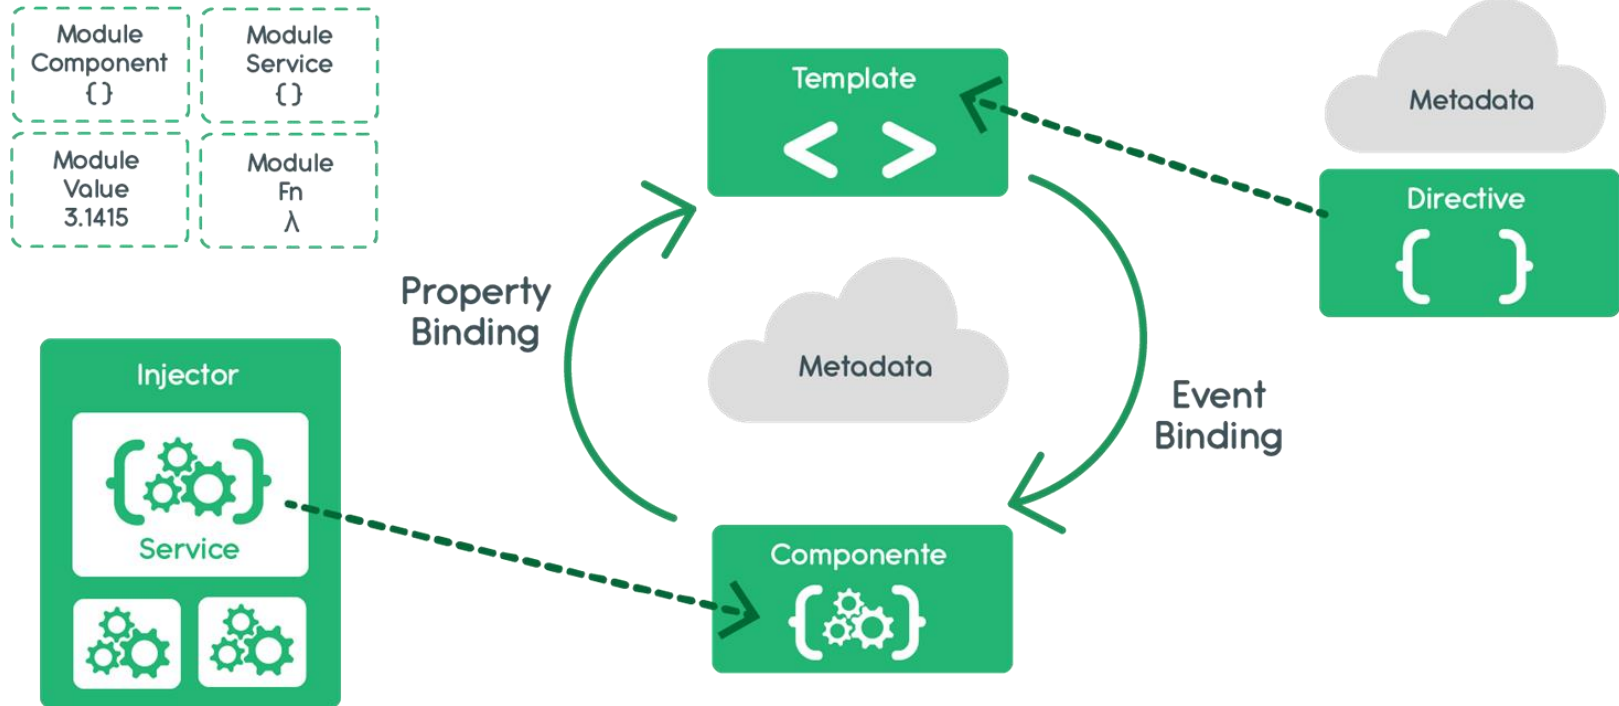 Module
Component
{}
Module
Service
{}
Module
Value
3.1415
Module
Fn
λ
Template
< >
Metadata
Directive
{ }
Property
Binding
Metadata
Event
Binding
Injector
{ }
Service
Componente
{ }